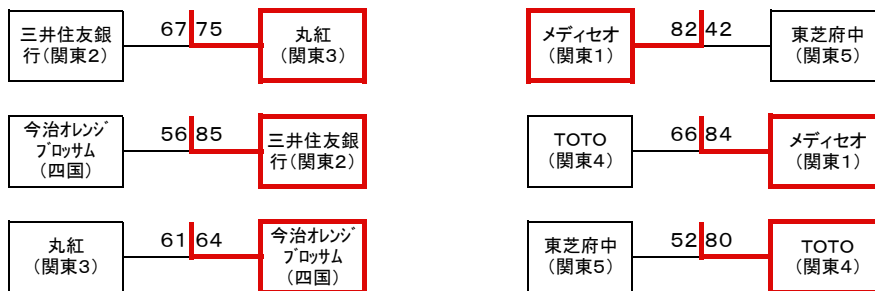 三井住友銀
行(関東2)
67 75
丸紅
(関東3)
メディセオ
(関東1)
82 42
東芝府中
(関東5)
今治オレンジ
ブロッサム
(四国)
56 85
三井住友銀
行(関東2)
TOTO
(関東4)
66 84
メディセオ
(関東1)
丸紅
(関東3)
61 64
今治オレンジ
ブロッサム
(四国)
東芝府中
(関東5)
52 80
TOTO
(関東4)